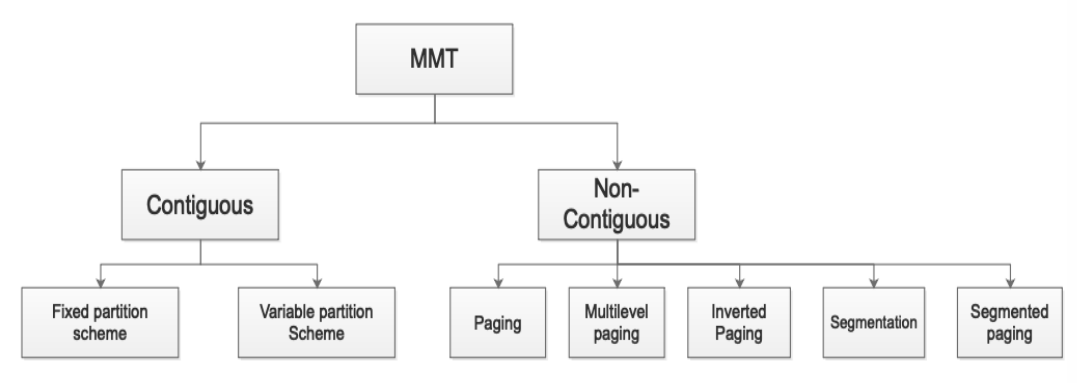 MMT
Contiguous
Non-
Contiguous
Fixed partition
scheme
Variable partition
Scheme
Paging
Multilevel
paging
Inverted
Paging
Segmentation
Segmented
paging